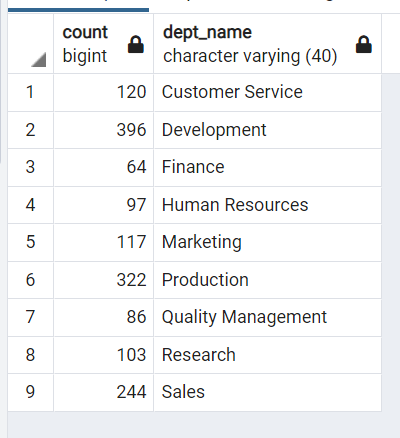 count dept_name
bigint character varying (40)
1 120 Customer Service
2 396 Development
3 64 Finance
4 97 Human Resources
5 117 Marketing
6 322 Production
7 86 Quality Management
8 103 Research
9 244 Sales